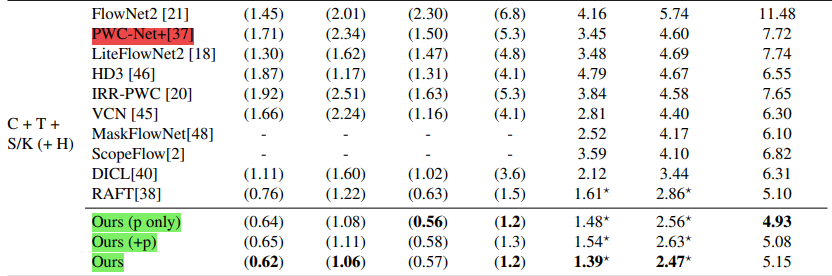 FlowNet2 [21] (1.45) (2.01) (2.30) (6.8) 4.16 5.74 11.48
PWC-Net+[37] (1.71) (2.34) (1.50) (5.3) 3.45 4.60 7.72
LiteFlowNet2 [18] (1.30) (1.62) (1.47) (4.8) 3.48 4.69 7.74
HD3 [46] (1.87) (1.17) (1.31) (4.1) 4.79 4.67 6.55
IRR-PWC [20] (1.92) (2.51) (1.63) (5.3) 3.84 4.58 7.65
VCN [45] (1.66) (2.24) (1.16) (4.1) 2.81 4.40 6.30
C + T +
S/K (+ H)
MaskFlowNet[48] - - - - 2.52 4.17 6.10
ScopeFlow[2] - - - - 3.59 4.10 6.82
DICL[40] (1.11) (1.60) (1.02) (3.6) 2.12 3.44 6.31
RAFT[38] (0.76) (1.22) (0.63) (1.5) 1.61* 2.86* 5.10
Ours (p only) (0.64) (1.08) (0.56) (1.2) 1.48* 2.56* 4.93
Ours (+p) (0.65) (1.11) (0.58) (1.3) 1.54* 2.63* 5.08
Ours (0.62) (1.06) (0.57) (1.2) 1.39* 2.47* 5.15